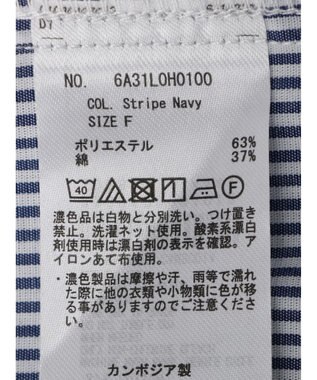 NO. 6A31L0H0100
COL. Stripe Navy
SIZE F
ポリエステル 63%
綿 37%
40 F
濃色品は白物と分別洗い。つけ置き
禁止。洗濯ネット使用。酸素系漂白
剤使用時は漂白剤の表示を確認。ア
イロンあて布使用。
・濃色製品は摩擦や汗、雨等で濡れ
た際に他の衣類や小物類に色が移
る事がありますのでご注意くださ
い。
カンボジア製